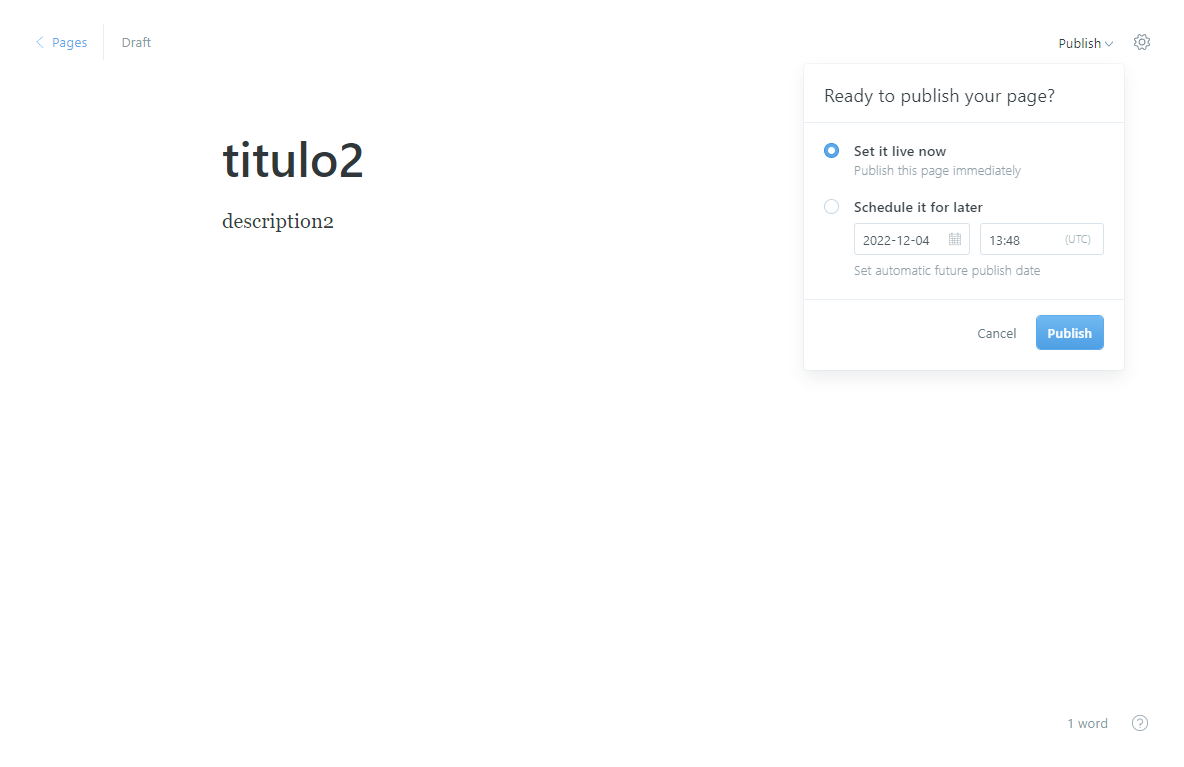 Pages
Draft
Publish
Ready to publish your page?
titulo2
description2
Set it live now
Publish this page immediately
Schedule it for later
2022-12-04
13:48 (UTC)
Set automatic future publish date
Cancel
Publish
1 word
?